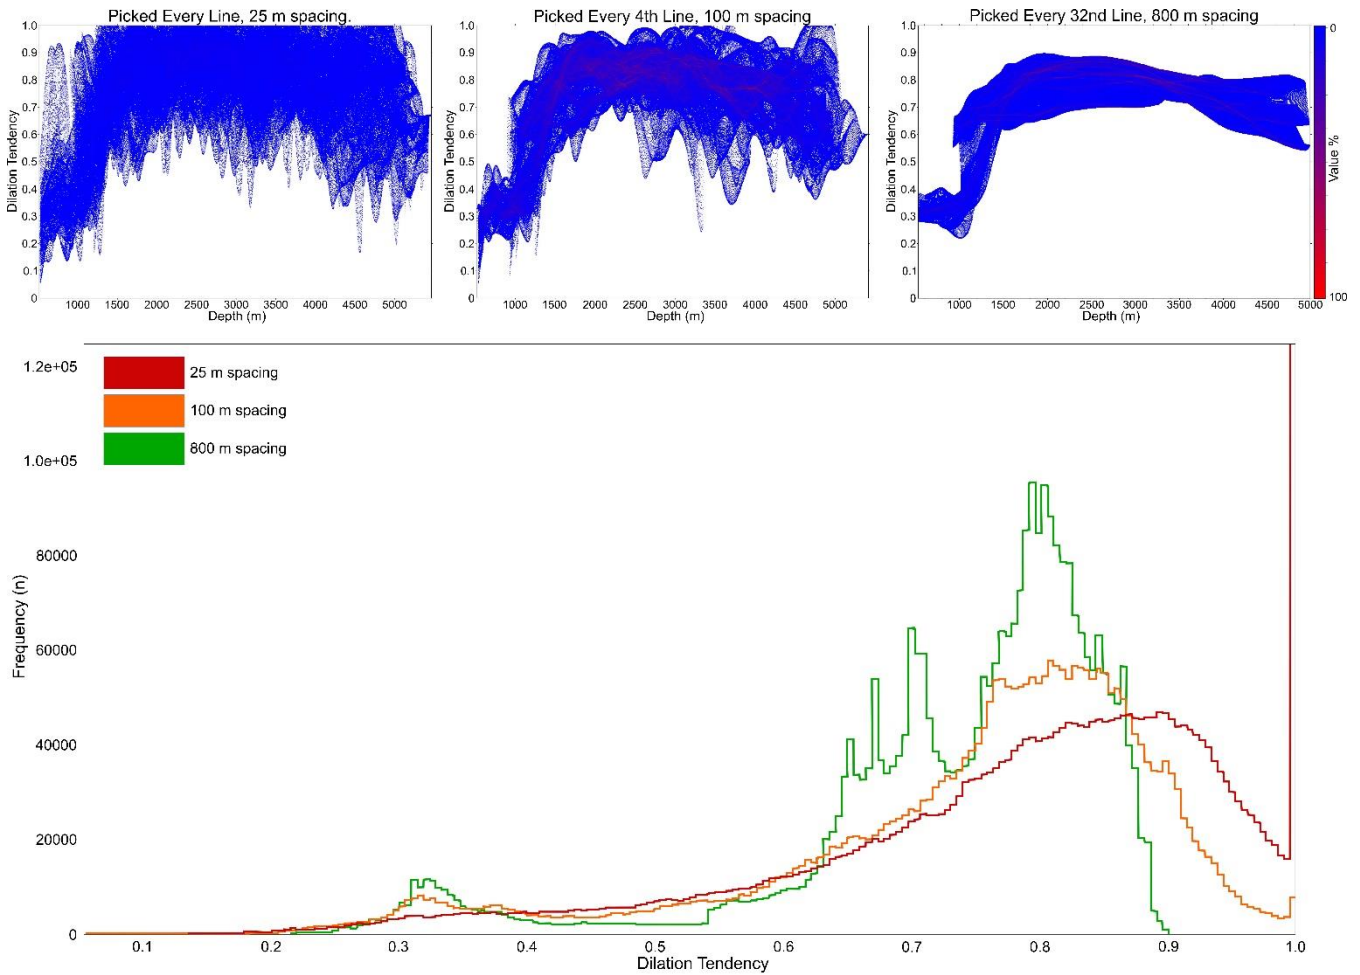 Picked Every Line, 25 m spacing.
Picked Every 4th Line, 100 m spacing
Picked Every 32nd Line, 800 m spacing
1.0
0.9
0.8
0.7
0.6
0.5
0.4
0.3
0.2
0.1
0
Dilation Tendency
1000 1500 2000 2500 3000 3500 4000 4500 5000
Depth (m)
1.0
0.9
0.8
0.7
0.6
0.5
0.4
0.3
0.2
0.1
0
Dilation Tendency
1000 1500 2000 2500 3000 3500 4000 4500 5000
Depth (m)
1.0
0.9
0.8
0.7
0.6
0.5
0.4
0.3
0.2
0.1
0
Dilation Tendency
1000 1500 2000 2500 3000 3500 4000 4500 5000
Depth (m)
0
Value %
100
25 m spacing
100 m spacing
800 m spacing
1.2e+05
1.0e+05
80000
60000
40000
20000
0
Frequency (n)
0.1 0.2 0.3 0.4 0.5 0.6 0.7 0.8 0.9 1.0
Dilation Tendency